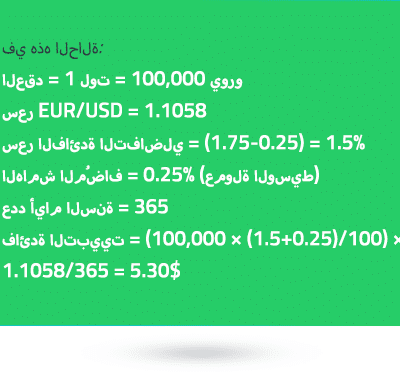 في هذه الحالة:
العقد = 1 لوت = 100,000 يورو
سعر EUR/USD = 1.1058
سعر الفائدة التفاضلي = (1.75-0.25) = 1.5%
الهامش المُضاف = 0.25% (عمولة الوسيط)
عدد أيام السنة = 365
فائدة التبييت = (100,000 × (1.5+0.25)/100) ×
1.1058/365 = 5.30$